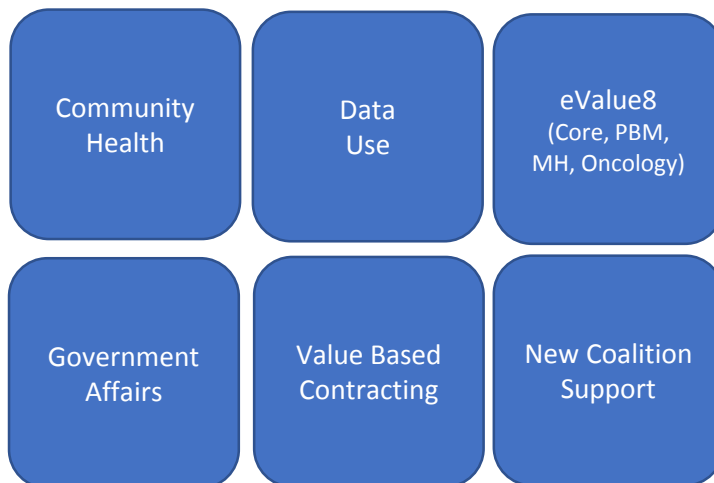 Community
Health
Data
Use
eValue8
(Core, PBM,
MH, Oncology)
Government
Affairs
Value Based
Contracting
New Coalition
Support